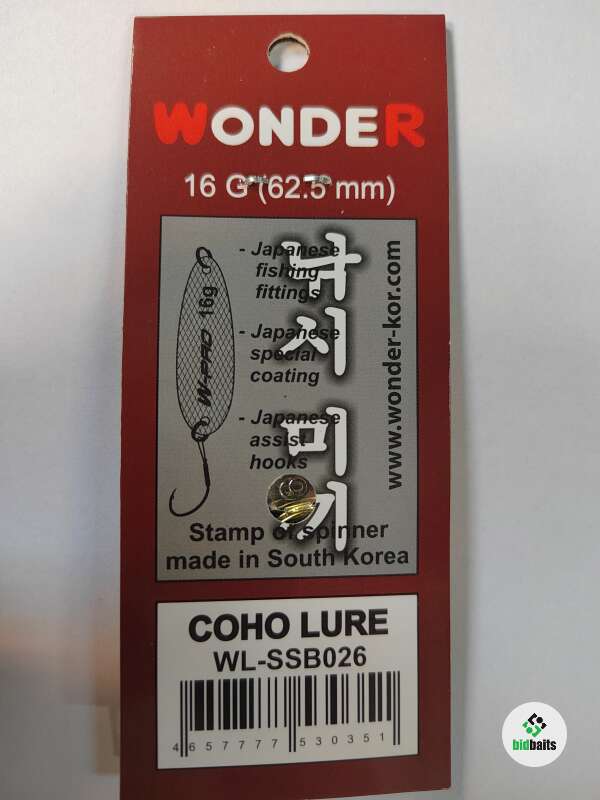 WONDER
16 G (62.5 mm)
- Japanese
fishing
fittings
- Japanese
special
coating
- Japanese
assist
hooks
낚시 미끼
www.wonder-kor.com
16g
W-PRO
Stamp of spinner
made in South Korea
COHO LURE
WL-SSB026
4 657777 530351
bidbaits